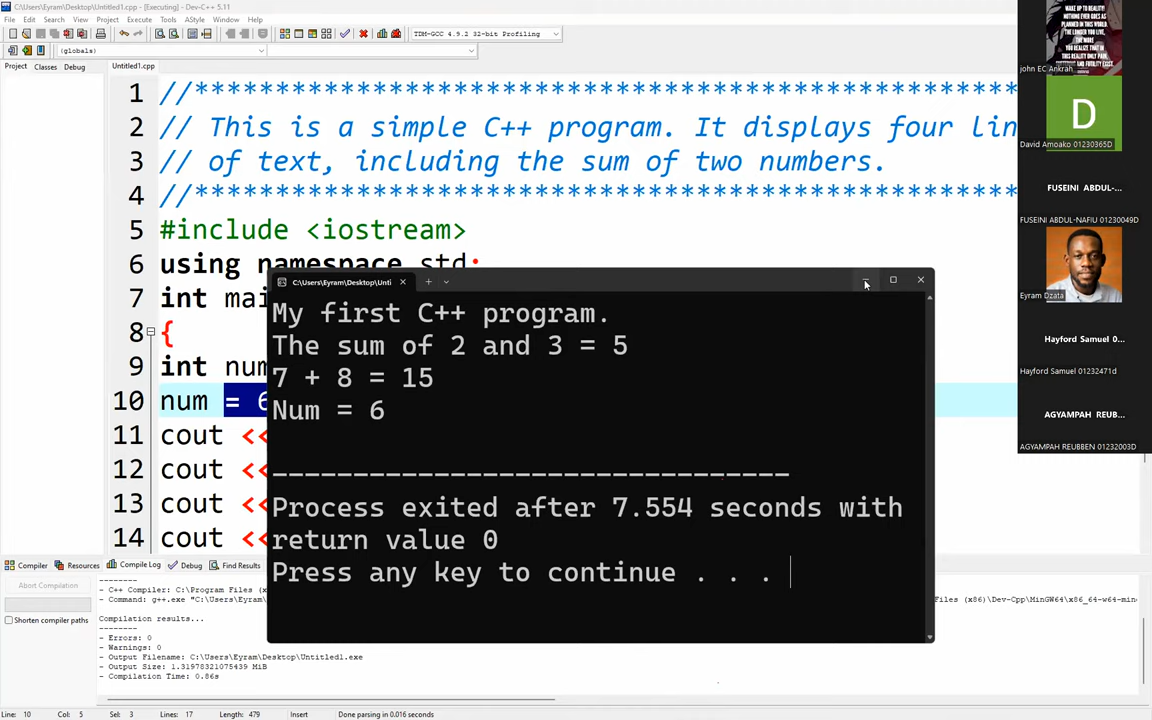 C:\Users\Eyram\Desktop\Untitled1.cpp - [Executing] - Dev-C++ 5.11
File Edit Search View Project Execute Tools AStyle Window Help
TDM-GCC 4.9.2 32-bit Profiling
(globals)
Project Classes Debug
Untitled1.cpp
1 //**************************************************
2 // This is a simple C++ program. It displays four lin
3 // of text, including the sum of two numbers.
4 //**************************************************
5 #include <iostream>
6 using namespace std;
7 int mai
8 {
9 int num
10 num = 6
11 cout <<
12 cout <<
13 cout <<
14 cout <<
C:\Users\Eyram\Desktop\Unti
My first C++ program.
The sum of 2 and 3 = 5
7 + 8 = 15
Num = 6
--------------------------------
Process exited after 7.554 seconds with
return value 0
Press any key to continue . . .
john EC Ankrah
D
David Amoako 01230365D
FUSEINI ABDUL-...
FUSEINI ABDUL-NAFIU 01230049D
Eyram Dzata
Hayford Samuel 0...
Hayford Samuel 01232471d
AGYAMPAH REUB...
AGYAMPAH REUBBEN 01232003D
Compiler Resources Compile Log Debug Find Results
Abort Compilation
Shorten compiler paths
--------
- C++ Compiler: C:\Program Files (x
- Command: g++.exe "C:\Users\Eyram\
Files (x86)\Dev-Cpp\MinGW64\x86_64-w64-min
Compilation results...
--------
- Errors: 0
- Warnings: 0
- Output Filename: C:\Users\Eyram\Desktop\Untitled1.exe
- Output Size: 1.31978321075439 MiB
- Compilation Time: 0.86s
Line: 10 Col: 5 Sel: 3 Lines: 17 Length: 479 Insert Done parsing in 0.016 seconds